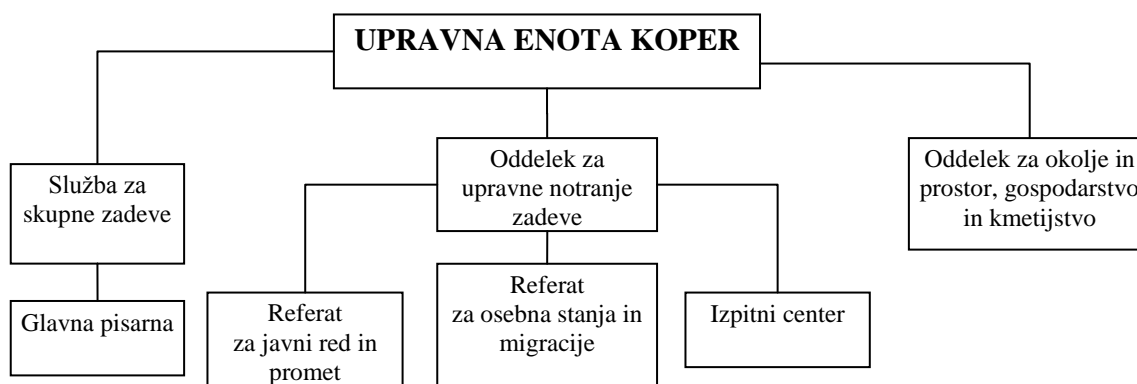 UPRAVNA ENOTA KOPER
Služba za
skupne zadeve
Oddelek za
upravne notranje
zadeve
Oddelek za okolje in
prostor, gospodarstvo
in kmetijstvo
Glavna pisarna
Referat
za javni red in
promet
Referat
za osebna stanja in
migracije
Izpitni center